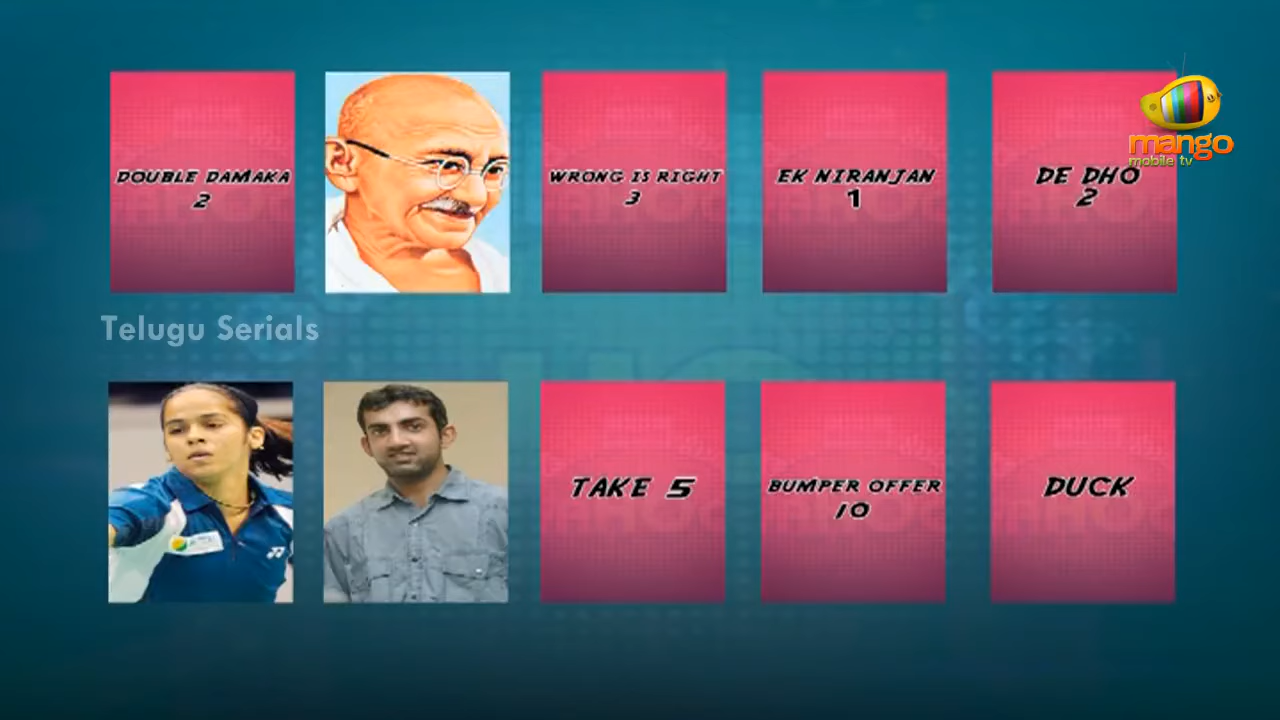 DOUBLE DAMAKA
2
WRONG IS RIGHT
3
EK NIRANJAN
1
DE DHO
2
mango
mobile tv
Telugu Serials
TAKE 5
BUMPER OFFER
10
DUCK